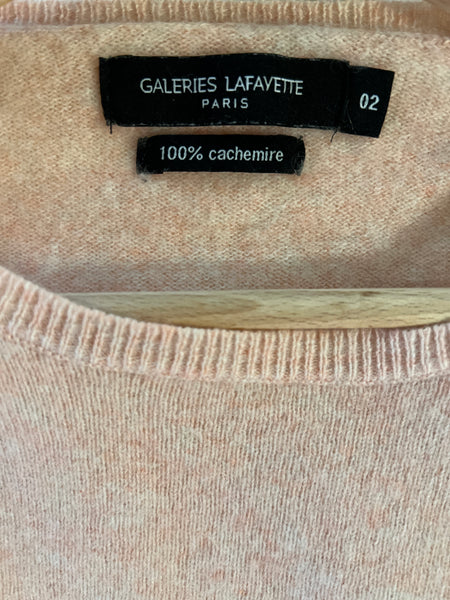 GALERIES LAFAYETTE
PARIS
02
100% cachemire